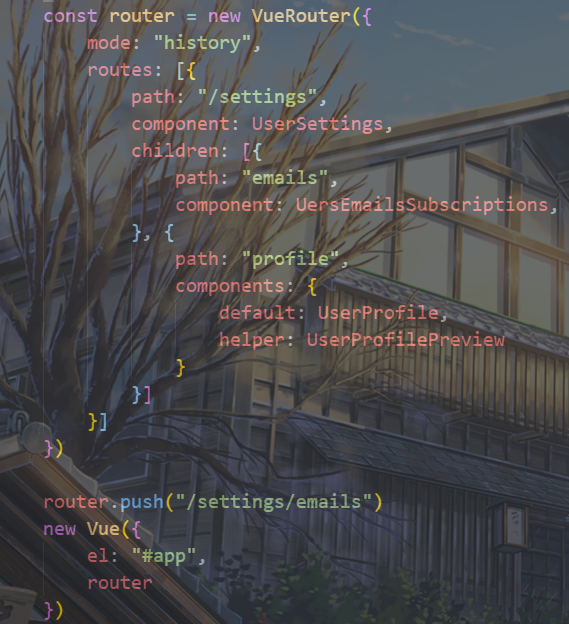 const router = new VueRouter({
    mode: "history",
    routes: [{
        path: "/settings",
        component: UserSettings,
        children: [{
            path: "emails",
            component: UersEmailsSubscriptions,
        }, {
            path: "profile",
            components: {
                default: UserProfile,
                helper: UserProfilePreview
            }
        }]
    }]
})

router.push("/settings/emails")
new Vue({
    el: "#app",
    router
})